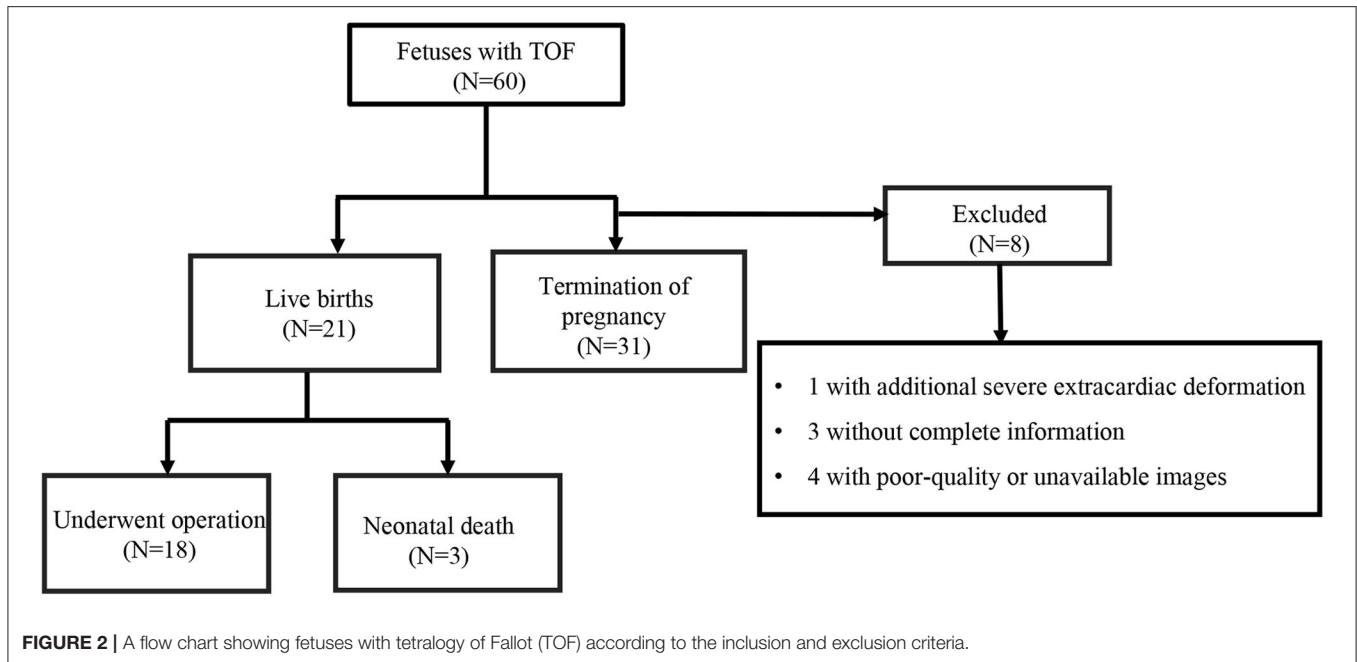 Fetuses with TOF
(N=60)
Excluded
(N=8)
Live births
(N=21)
Termination of
pregnancy
(N=31)
• 1 with additional severe extracardiac deformation
• 3 without complete information
• 4 with poor-quality or unavailable images
Underwent operation
(N=18)
Neonatal death
(N=3)
FIGURE 2 | A flow chart showing fetuses with tetralogy of Fallot (TOF) according to the inclusion and exclusion criteria.